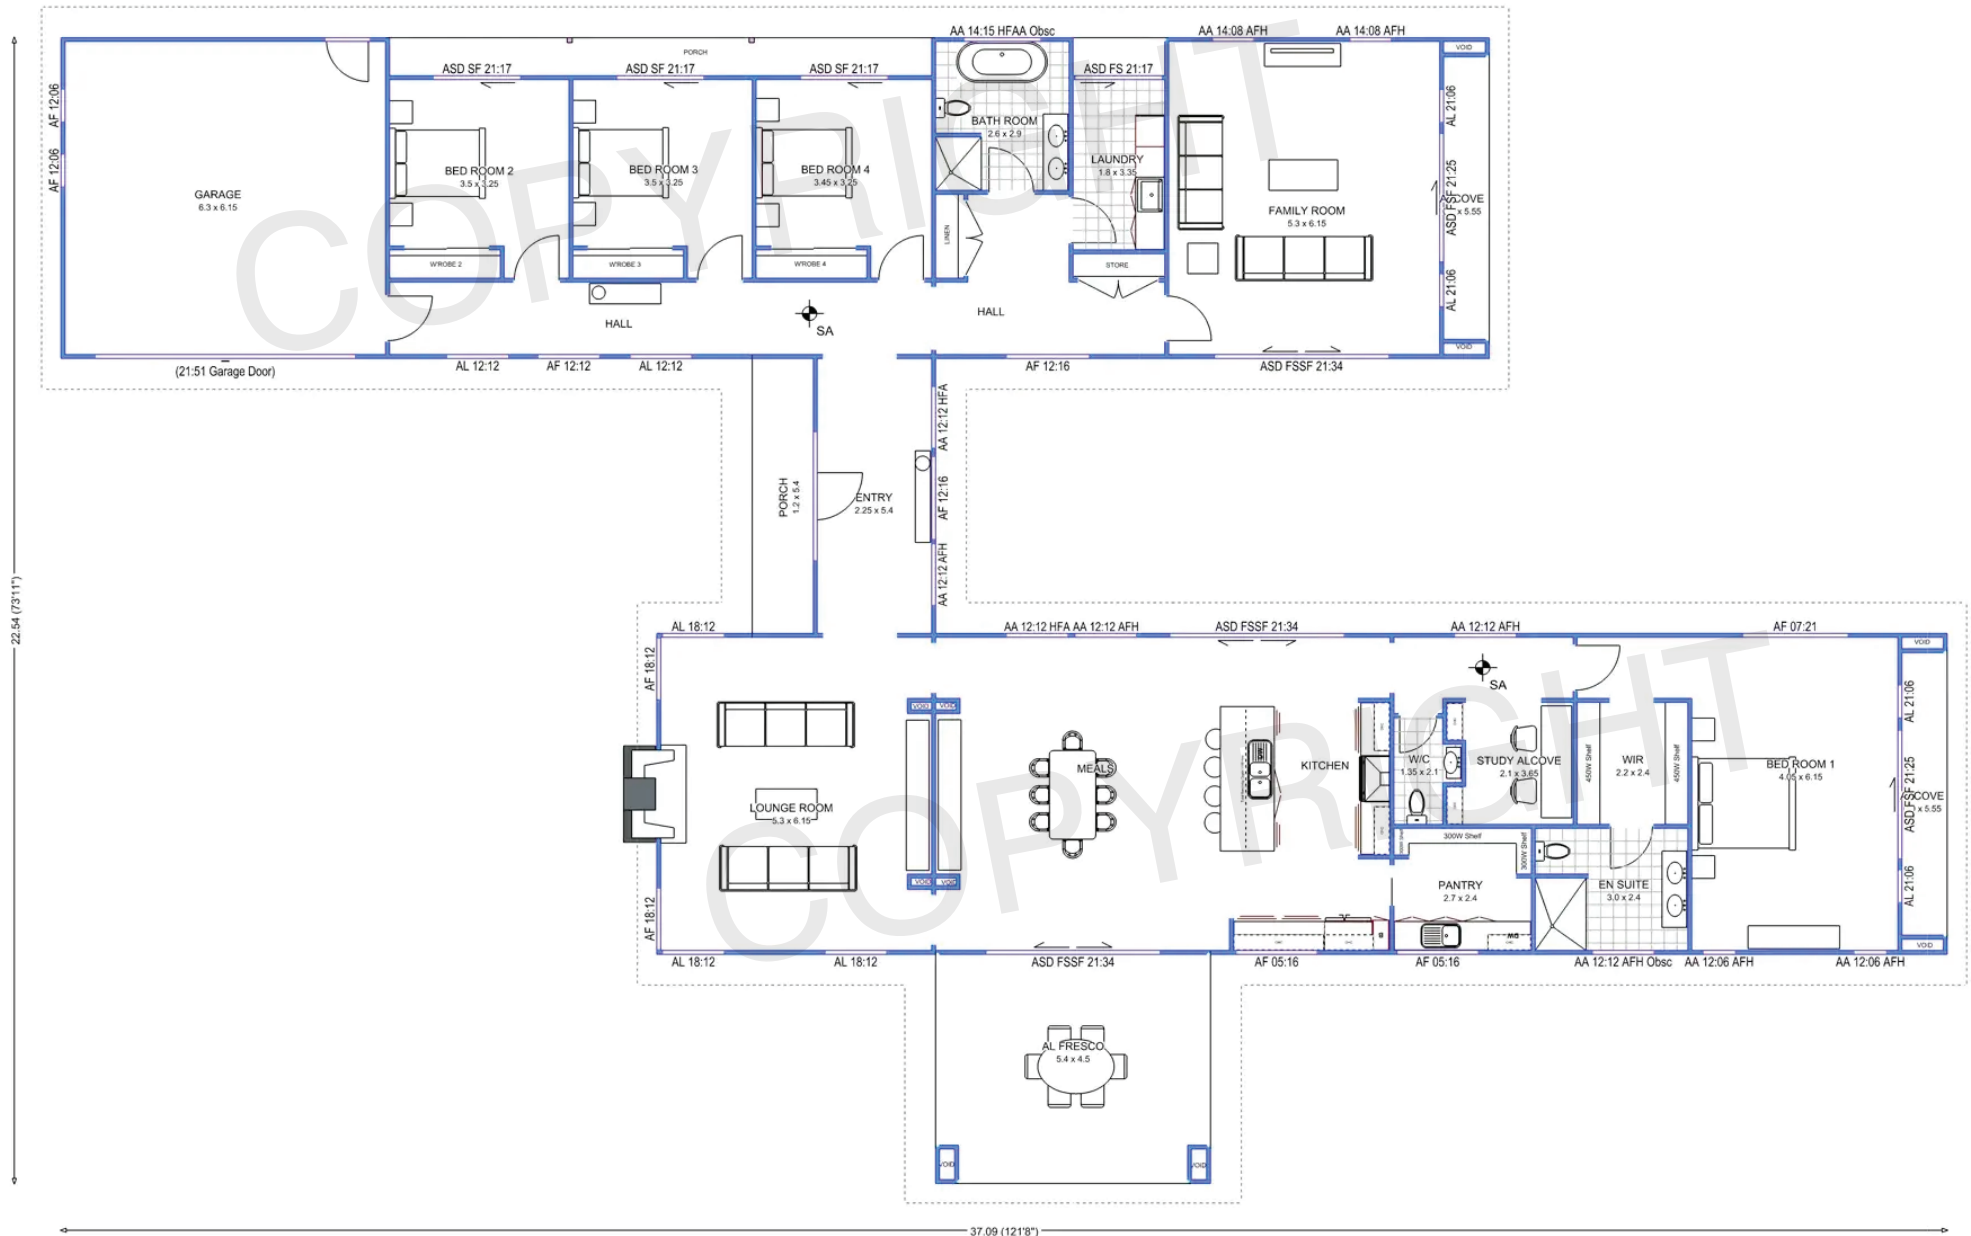 AA 14:15 HFAA Obsc
AA 14:08 AFH
AA 14:08 AFH
VOID
PORCH
ASD SF 21:17
ASD SF 21:17
ASD SF 21:17
ASD FS 21:17
AF 12:06
AF 12:06
AL 21:06
BATH ROOM
2.6 x 2.9
LAUNDRY
1.8 x 3.35
BED ROOM 2
3.5 x 3.25
BED ROOM 3
3.5 x 3.25
BED ROOM 4
3.45 x 3.25
GARAGE
6.3 x 6.15
FAMILY ROOM
5.3 x 6.15
ASD FSF 21:25
COVE
x 5.55
LINEN
W'ROBE 2
W'ROBE 3
W'ROBE 4
STORE
AL 21:06
HALL
HALL
SA
VOID
(21:51 Garage Door)
AL 12:12
AF 12:12
AL 12:12
AF 12:16
ASD FSSF 21:34
COPYRIGHT
AA 12:12 HFA
PORCH
1.2 x 5.4
ENTRY
2.25 x 5.4
AF 12:16
AA 12:12 AFH
22.54 (73'11")
AL 18:12
AA 12:12 HFA
AA 12:12 AFH
ASD FSSF 21:34
AA 12:12 AFH
AF 07:21
VOID
AF 18:12
SA
AL 21:06
VOID
VOID
MEALS
KITCHEN
W/C
1.35 x 2.1
STUDY ALCOVE
2.1 x 3.65
450W Shelf
WIR
2.2 x 2.4
450W Shelf
BED ROOM 1
4.05 x 6.15
ASD FSF 21:25
COVE
x 5.55
LOUNGE ROOM
5.3 x 6.15
300W Shelf
300W Shelf
VOID
VOID
PANTRY
2.7 x 2.4
EN SUITE
3.0 x 2.4
AL 21:06
AF 18:12
DW
VOID
AL 18:12
AL 18:12
ASD FSSF 21:34
AF 05:16
AF 05:16
AA 12:12 AFH Obsc
AA 12:06 AFH
AA 12:06 AFH
COPYRIGHT
AL FRESCO
5.4 x 4.5
VOID
VOID
37.09 (121'8")